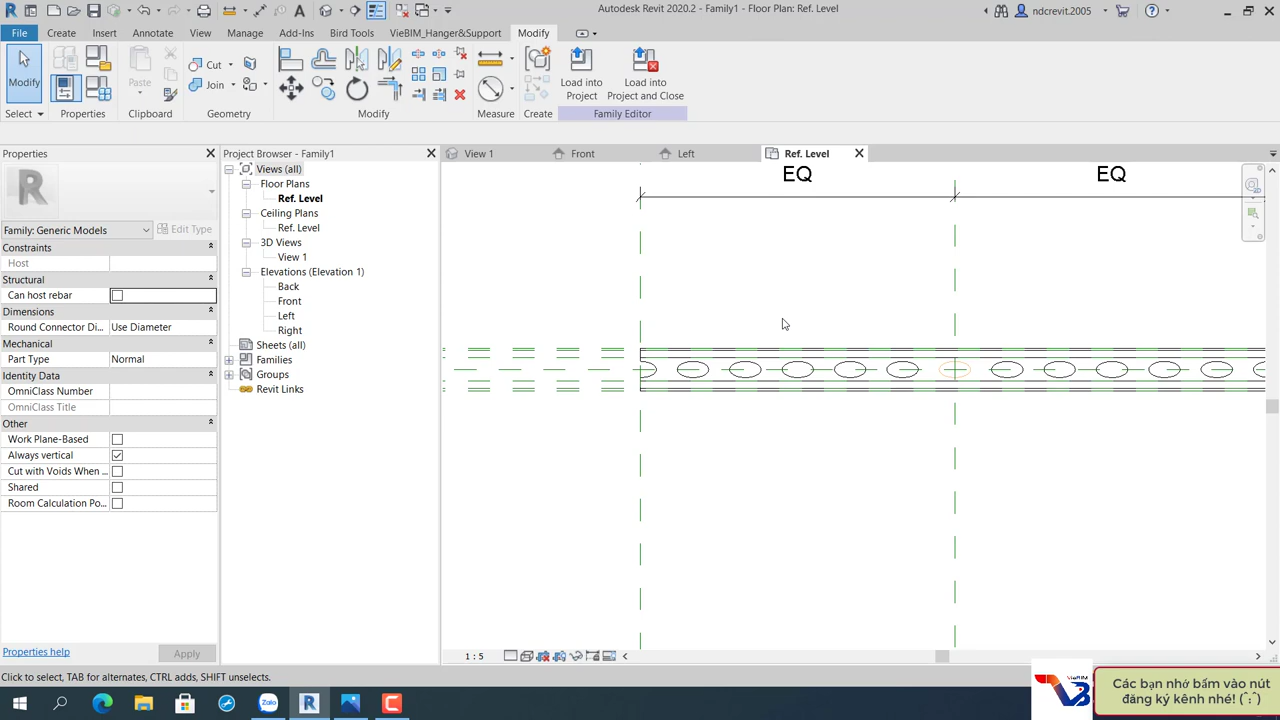 Autodesk Revit 2020.2 - Family1 - Floor Plan: Ref. Level
ndcrevit.2005
File Create Insert Annotate View Manage Add-Ins Bird Tools VieBIM_Hanger&Support Modify
Modify
Paste
Cut
Join
Load into
Project
Load into
Project and Close
Select Properties Clipboard Geometry Modify Measure Create Family Editor
Properties
Family: Generic Models
Edit Type
Constraints
Host
Structural
Can host rebar
Dimensions
Round Connector Di...
Use Diameter
Mechanical
Part Type
Normal
Identity Data
OmniClass Number
OmniClass Title
Other
Work Plane-Based
Always vertical
Cut with Voids When ...
Shared
Room Calculation Po...
Properties help
Apply
Project Browser - Family1
Views (all)
Floor Plans
Ref. Level
Ceiling Plans
Ref. Level
3D Views
View 1
Elevations (Elevation 1)
Back
Front
Left
Right
Sheets (all)
Families
Groups
Revit Links
View 1
Front
Left
Ref. Level
EQ
EQ
1 : 5
Click to select, TAB for alternates, CTRL adds, SHIFT unselects.
Zalo
VieBIM
Các bạn nhớ bấm vào nút
đăng ký kênh nhé! (ˆ:ˆ)